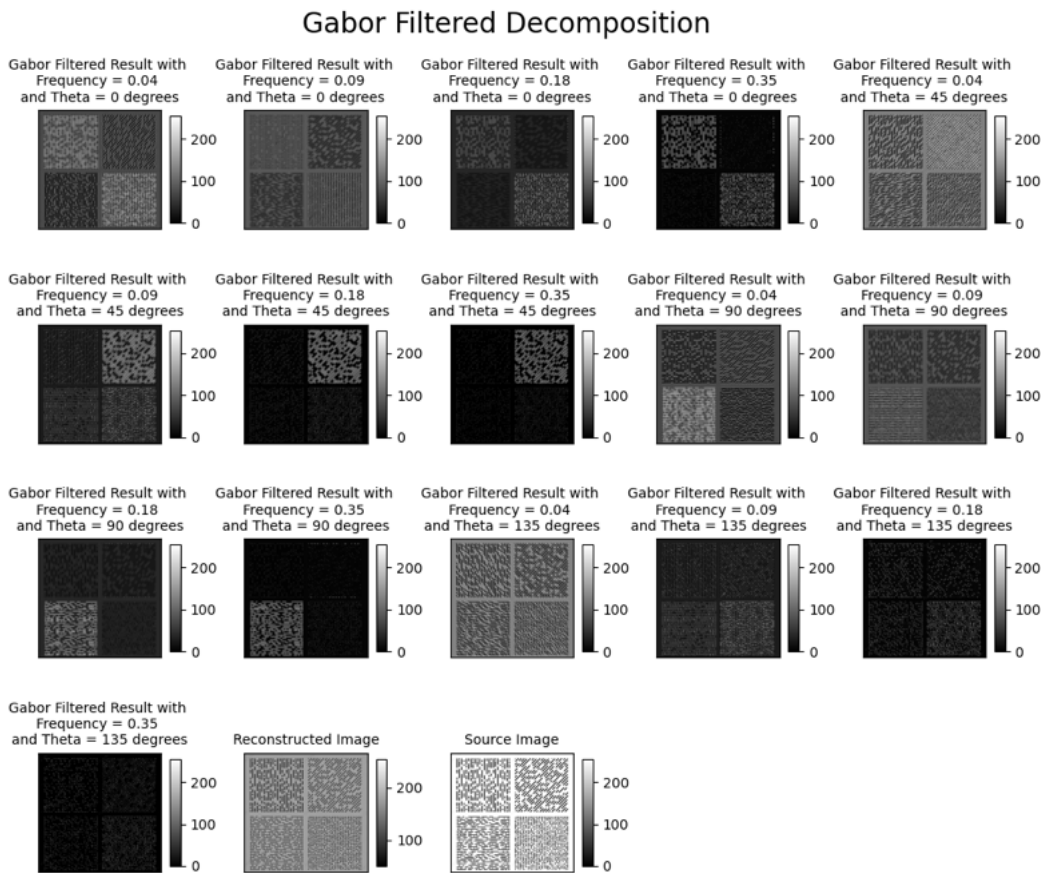 Gabor Filtered Decomposition
Gabor Filtered Result with
Frequency = 0.04
and Theta = 0 degrees
200
100
0
Gabor Filtered Result with
Frequency = 0.09
and Theta = 0 degrees
200
100
0
Gabor Filtered Result with
Frequency = 0.18
and Theta = 0 degrees
200
100
0
Gabor Filtered Result with
Frequency = 0.35
and Theta = 0 degrees
200
100
0
Gabor Filtered Result with
Frequency = 0.04
and Theta = 45 degrees
200
100
0
Gabor Filtered Result with
Frequency = 0.09
and Theta = 45 degrees
200
100
0
Gabor Filtered Result with
Frequency = 0.18
and Theta = 45 degrees
200
100
0
Gabor Filtered Result with
Frequency = 0.35
and Theta = 45 degrees
200
100
0
Gabor Filtered Result with
Frequency = 0.04
and Theta = 90 degrees
200
100
0
Gabor Filtered Result with
Frequency = 0.09
and Theta = 90 degrees
200
100
0
Gabor Filtered Result with
Frequency = 0.18
and Theta = 90 degrees
200
100
0
Gabor Filtered Result with
Frequency = 0.35
and Theta = 90 degrees
200
100
0
Gabor Filtered Result with
Frequency = 0.04
and Theta = 135 degrees
200
100
0
Gabor Filtered Result with
Frequency = 0.09
and Theta = 135 degrees
200
100
0
Gabor Filtered Result with
Frequency = 0.18
and Theta = 135 degrees
200
100
0
Gabor Filtered Result with
Frequency = 0.35
and Theta = 135 degrees
200
100
0
Reconstructed Image
200
100
Source Image
200
100
0